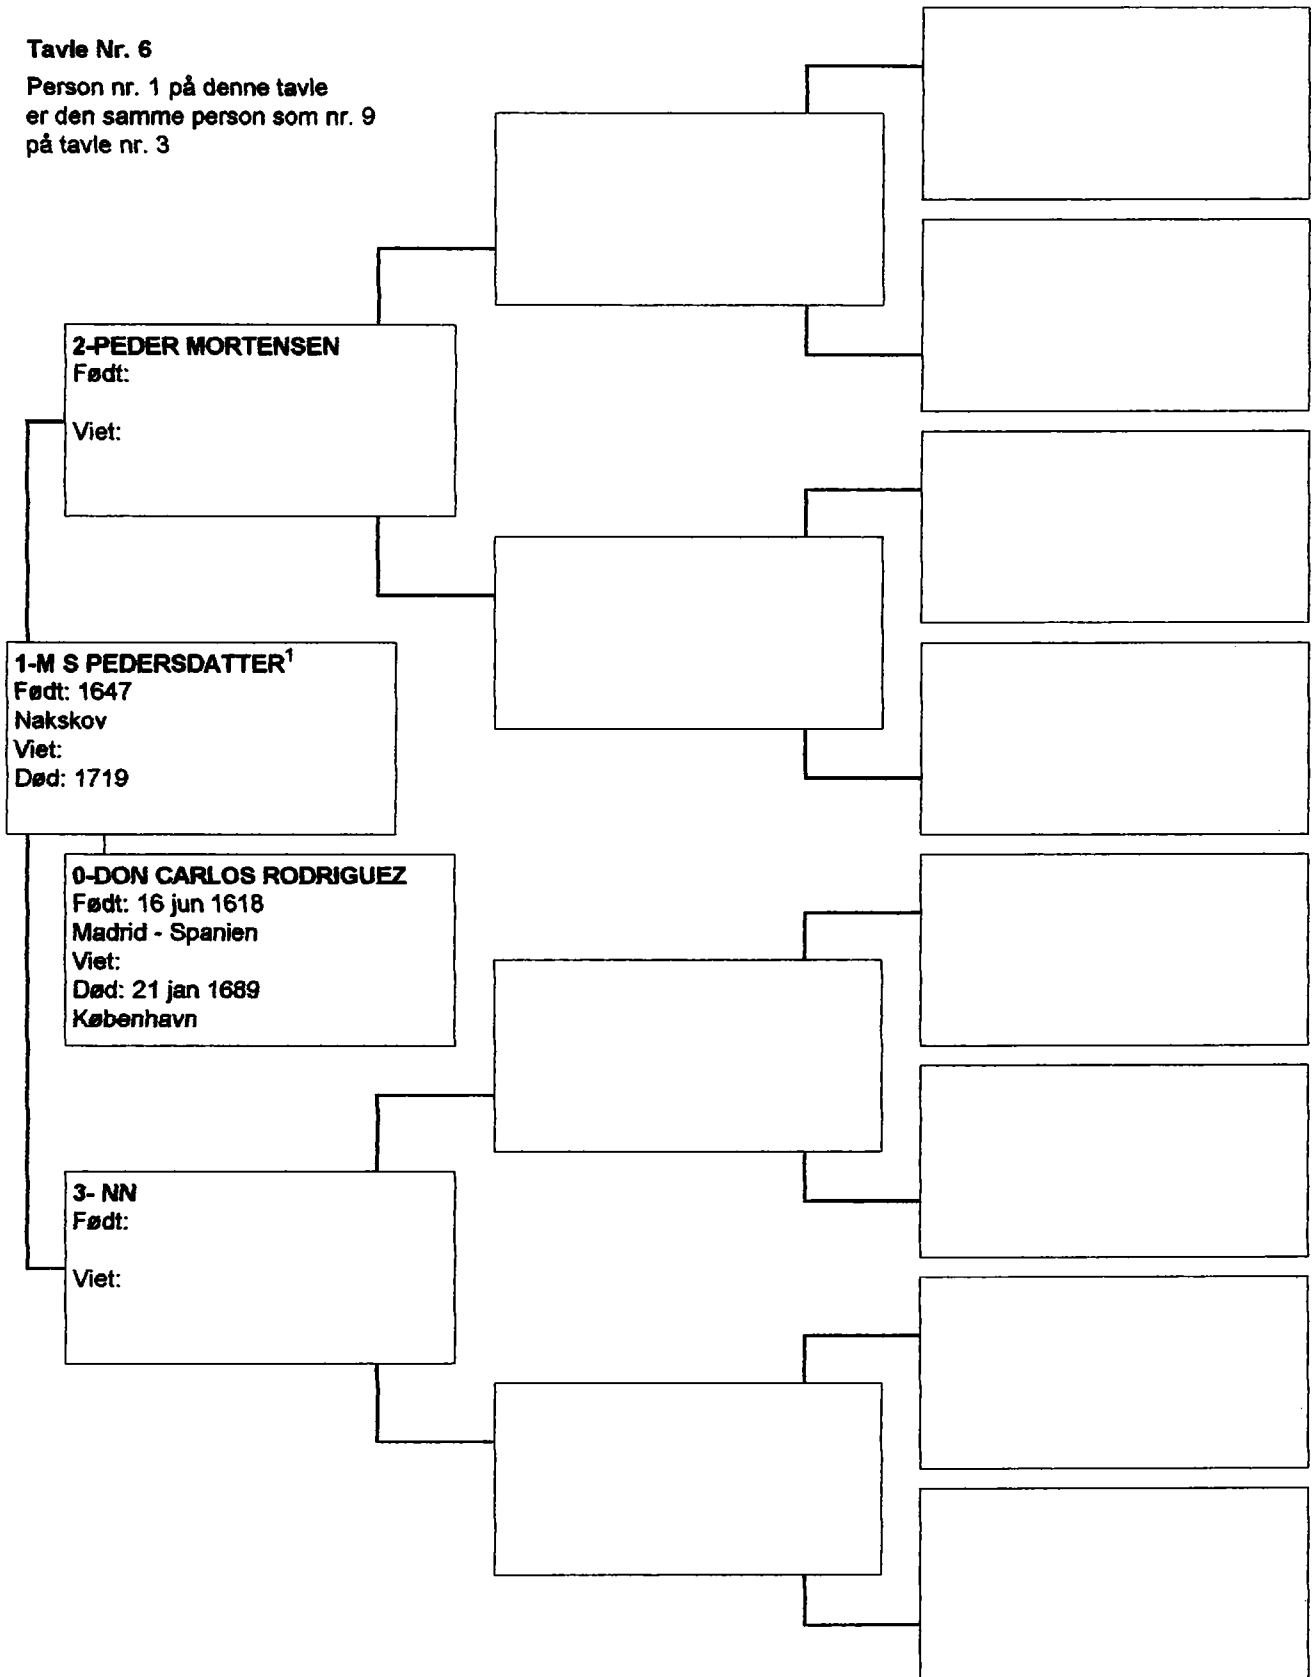 Tavle Nr. 6
Person nr. 1 på denne tavle
er den samme person som nr. 9
på tavle nr. 3
2-PEDER MORTENSEN
Født:
Viet:
1-M S PEDERSDATTER¹
Født: 1647
Nakskov
Viet:
Død: 1719
0-DON CARLOS RODRIGUEZ
Født: 16 jun 1618
Madrid - Spanien
Viet:
Død: 21 jan 1689
København
3- NN
Født:
Viet: